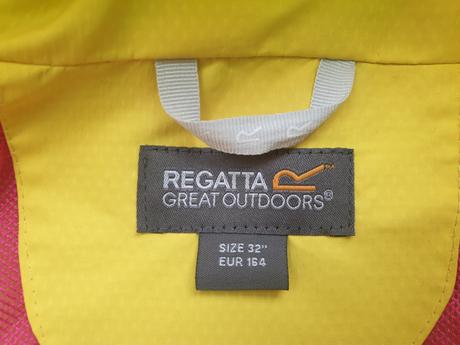 REGATTA
GREAT OUTDOORS®
SIZE 32"
EUR 164